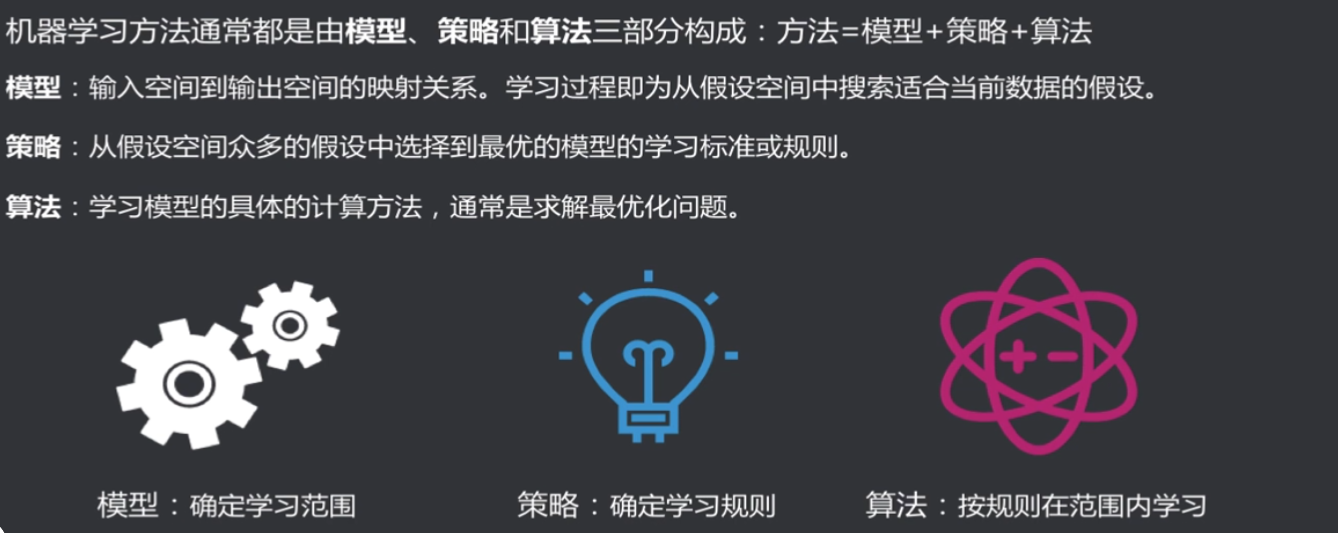 机器学习方法通常都是由模型、策略和算法三部分构成：方法=模型+策略+算法
模型：输入空间到输出空间的映射关系。学习过程即为从假设空间中搜索适合当前数据的假设。
策略：从假设空间众多的假设中选择到最优的模型的学习标准或规则。
算法：学习模型的具体的计算方法，通常是求解最优化问题。
模型：确定学习范围
策略：确定学习规则
算法：按规则在范围内学习